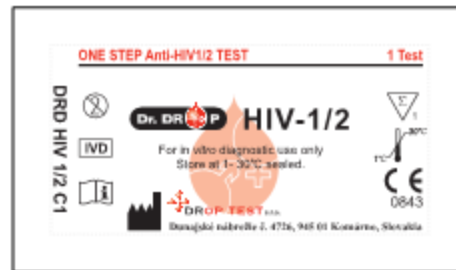 ONE STEP Anti-HIV1/2 TEST
1 Test
DRD HIV 1/2 C1
IVD
i
Dr. DROP
HIV-1/2
For in vitro diagnostic use only
Store at 1- 30°C sealed.
Σ
1
30°C
1°C
CE
0843
DROP TEST s.r.o.
Dunajské nábrežie č. 4726, 945 01 Komárno, Slovakia